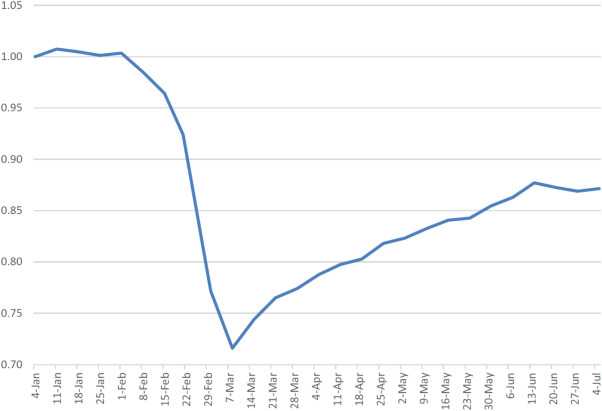 1.05
1.00
0.95
0.90
0.85
0.80
0.75
0.70
4-Jan
11-Jan
18-Jan
25-Jan
1-Feb
8-Feb
15-Feb
22-Feb
29-Feb
7-Mar
14-Mar
21-Mar
28-Mar
4-Apr
11-Apr
18-Apr
25-Apr
2-May
9-May
16-May
23-May
30-May
6-Jun
13-Jun
20-Jun
27-Jun
4-Jul